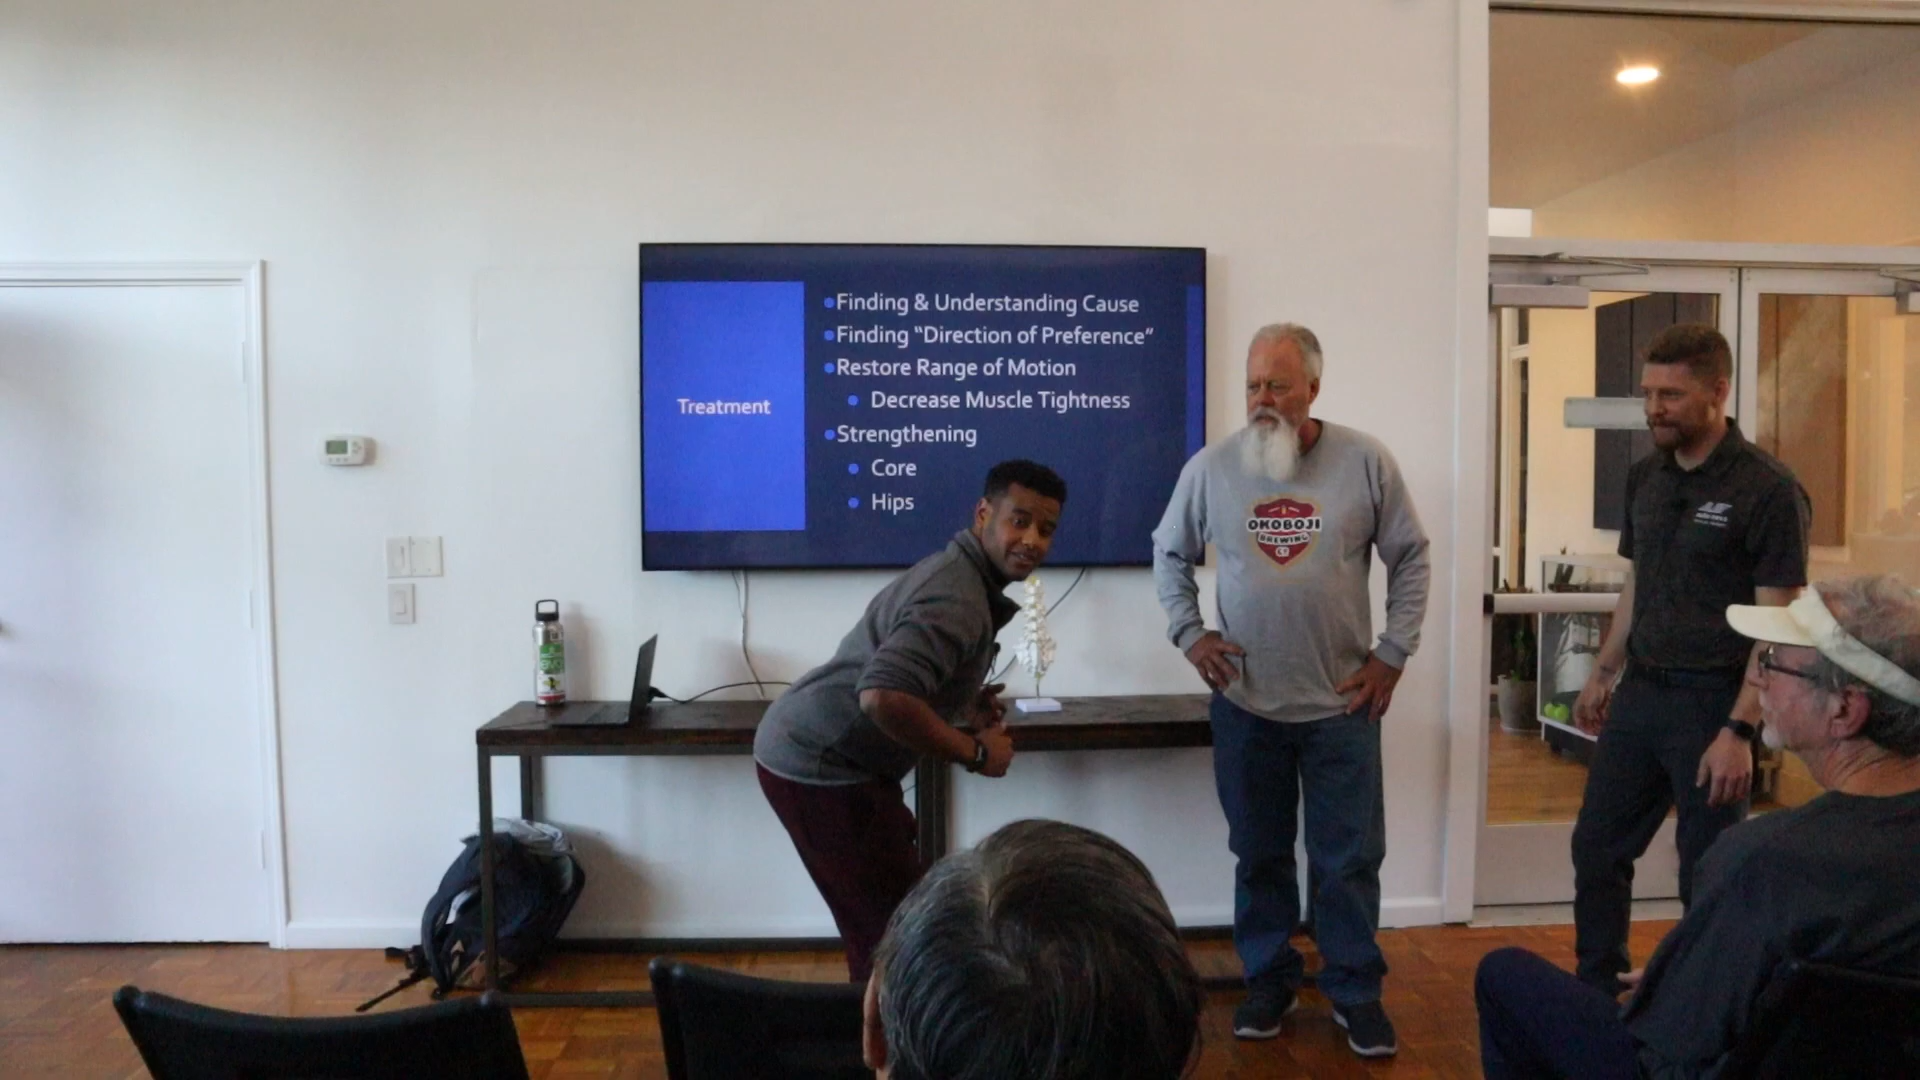 Treatment
•Finding & Understanding Cause
•Finding “Direction of Preference”
•Restore Range of Motion
• Decrease Muscle Tightness
•Strengthening
• Core
• Hips
OKOBOJI
BREWING